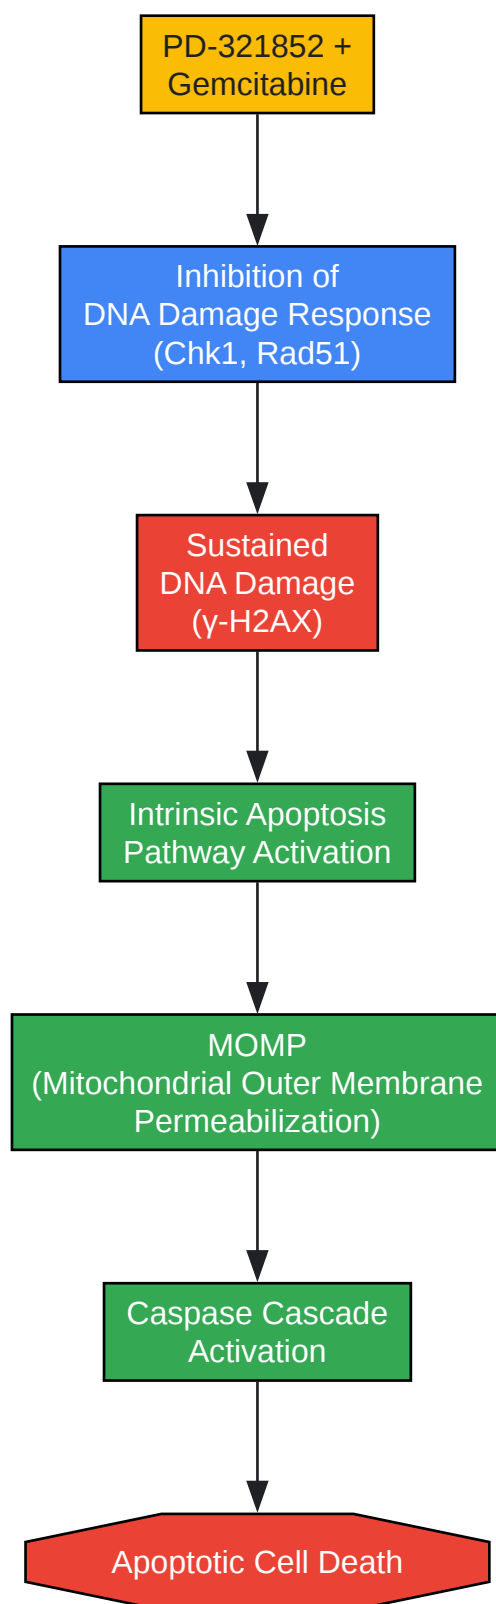 PD-321852 +
Gemcitabine
Inhibition of
DNA Damage Response
(Chk1, Rad51)
Sustained
DNA Damage
(γ-H2AX)
Intrinsic Apoptosis
Pathway Activation
MOMP
(Mitochondrial Outer Membrane
Permeabilization)
Caspase Cascade
Activation
Apoptotic Cell Death